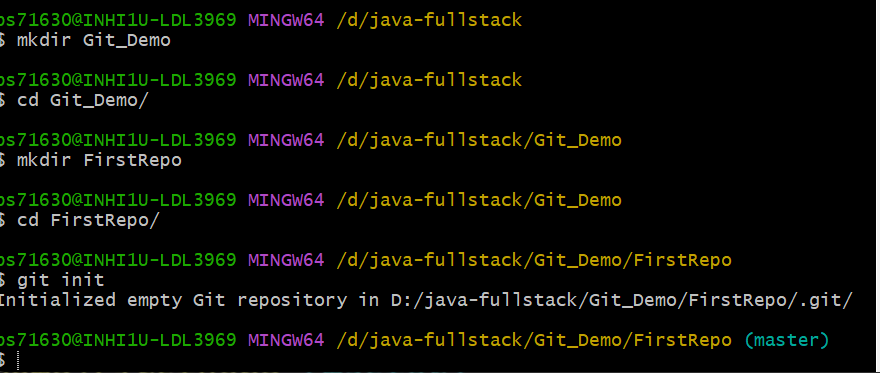 os71630@INHI1U-LDL3969 MINGW64 /d/java-fullstack
$ mkdir Git_Demo
os71630@INHI1U-LDL3969 MINGW64 /d/java-fullstack
$ cd Git_Demo/
os71630@INHI1U-LDL3969 MINGW64 /d/java-fullstack/Git_Demo
$ mkdir FirstRepo
os71630@INHI1U-LDL3969 MINGW64 /d/java-fullstack/Git_Demo
$ cd FirstRepo/
os71630@INHI1U-LDL3969 MINGW64 /d/java-fullstack/Git_Demo/FirstRepo
$ git init
Initialized empty Git repository in D:/java-fullstack/Git_Demo/FirstRepo/.git/
os71630@INHI1U-LDL3969 MINGW64 /d/java-fullstack/Git_Demo/FirstRepo (master)
$